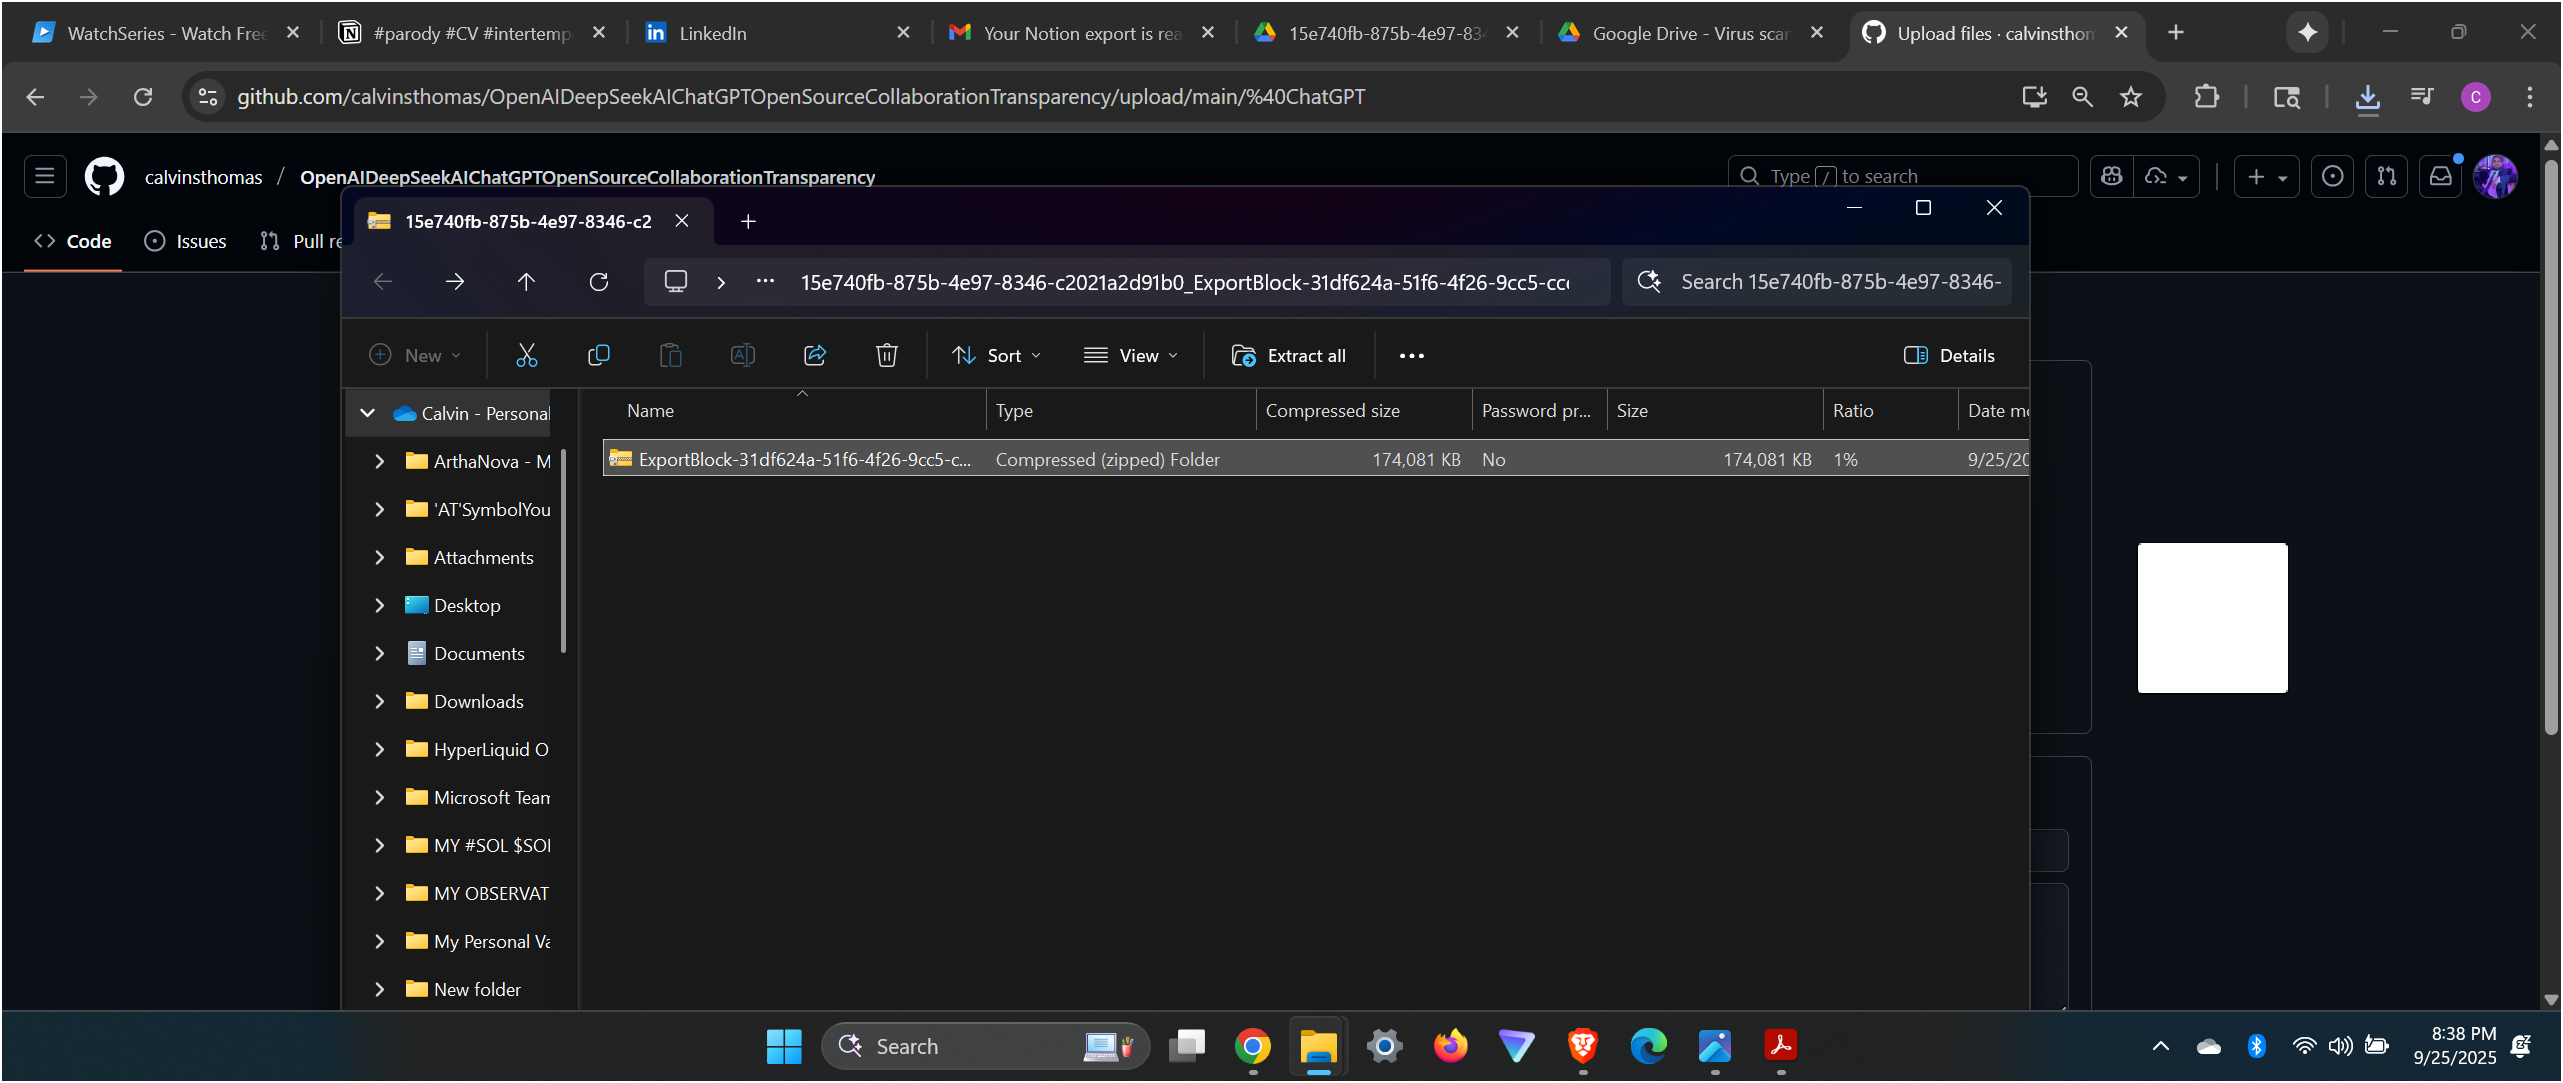 WatchSeries - Watch Free
#parody #CV #intertemp
LinkedIn
Your Notion export is rea
15e740fb-875b-4e97-834
Google Drive - Virus scan
Upload files · calvinsthom
github.com/calvinsthomas/OpenAIDeepSeekAIChatGPTOpenSourceCollaborationTransparency/upload/main/%40ChatGPT
C
calvinsthomas / OpenAIDeepSeekAIChatGPTOpenSourceCollaborationTransparency
Type / to search
Code
Issues
Pull re
15e740fb-875b-4e97-8346-c2
15e740fb-875b-4e97-8346-c2021a2d91b0_ExportBlock-31df624a-51f6-4f26-9cc5-cc
Search 15e740fb-875b-4e97-8346-
New
Sort
View
Extract all
Details
Name
Type
Compressed size
Password pr...
Size
Ratio
Date mo
ExportBlock-31df624a-51f6-4f26-9cc5-c...
Compressed (zipped) Folder
174,081 KB
No
174,081 KB
1%
9/25/20
Calvin - Personal
ArthaNova - M
'AT'SymbolYou
Attachments
Desktop
Documents
Downloads
HyperLiquid O
Microsoft Team
MY #SOL $SOL
MY OBSERVAT
My Personal Va
New folder
Search
8:38 PM
9/25/2025